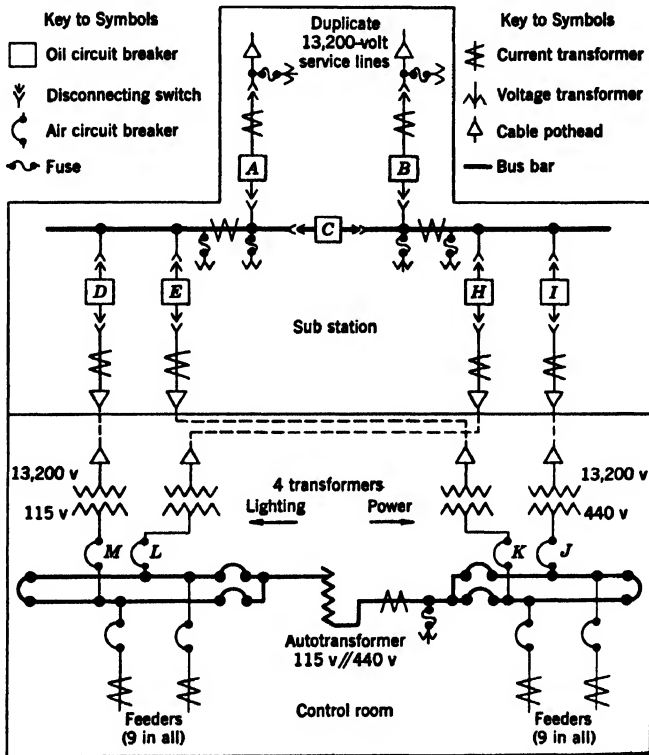 Key to Symbols
Oil circuit breaker
Disconnecting switch
Air circuit breaker
Fuse
Duplicate
13,200-volt
service lines
Key to Symbols
Current transformer
Voltage transformer
Cable pothead
Bus bar
A
B
C
D
E
H
I
Sub station
13,200 v
115 v
4 transformers
Lighting
Power
13,200 v
440 v
M
L
K
J
Autotransformer
115 v//440 v
Feeders
(9 in all)
Control room
Feeders
(9 in all)